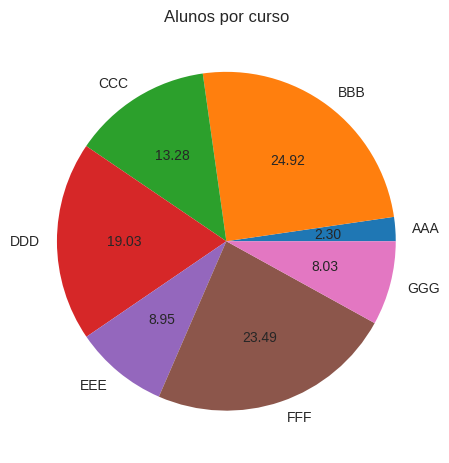 Alunos por curso
CCC
BBB
13.28
24.92
DDD
19.03
2.30
AAA
8.03
GGG
8.95
23.49
EEE
FFF